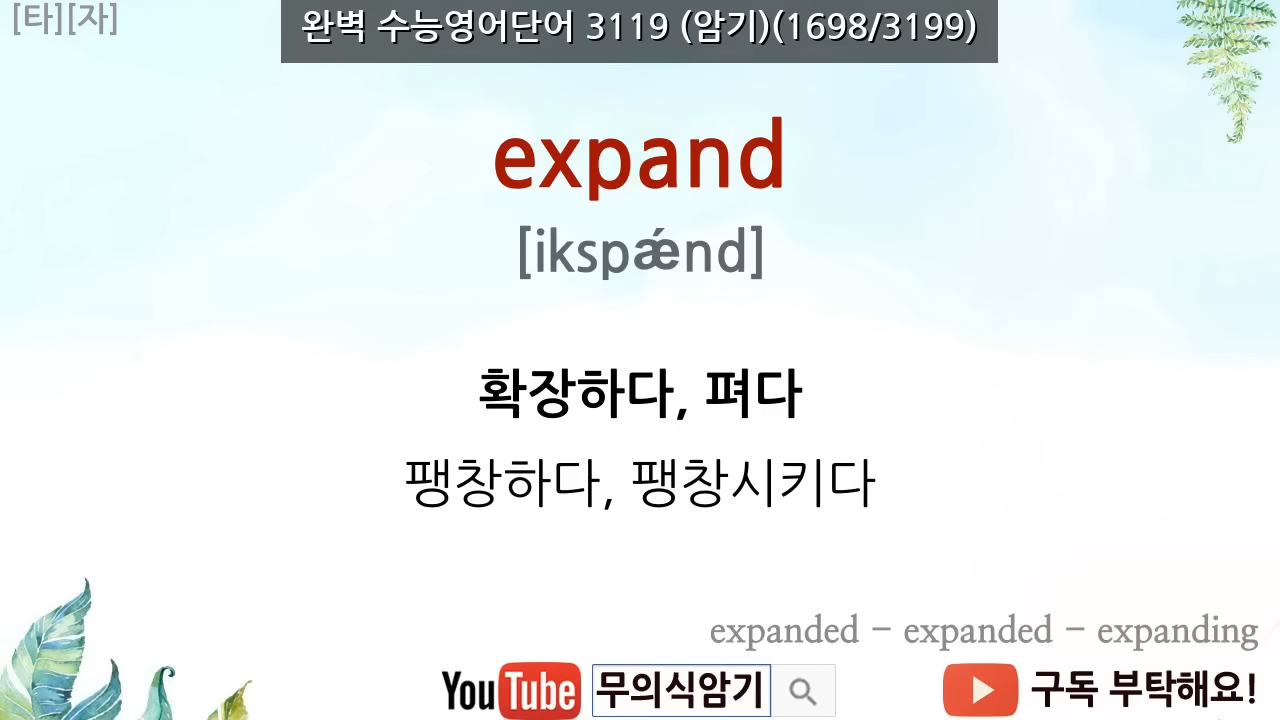 [타][자]
완벽 수능영어단어 3119 (암기)(1698/3199)
expand
[ikspǽnd]
확장하다, 펴다
팽창하다, 팽창시키다
expanded - expanded - expanding
YouTube 무의식암기 구독 부탁해요!